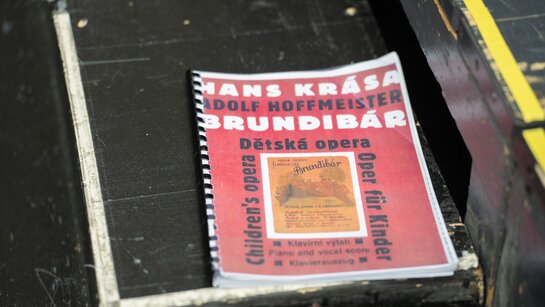 HANS KRÁSA
ADOLF HOFFMEISTER
BRUNDIBÁR
Dětská opera
Children's opera
Brundibár
Oper für Kinder
Klavírní výtah
Piano and vocal score
Klavierauszug